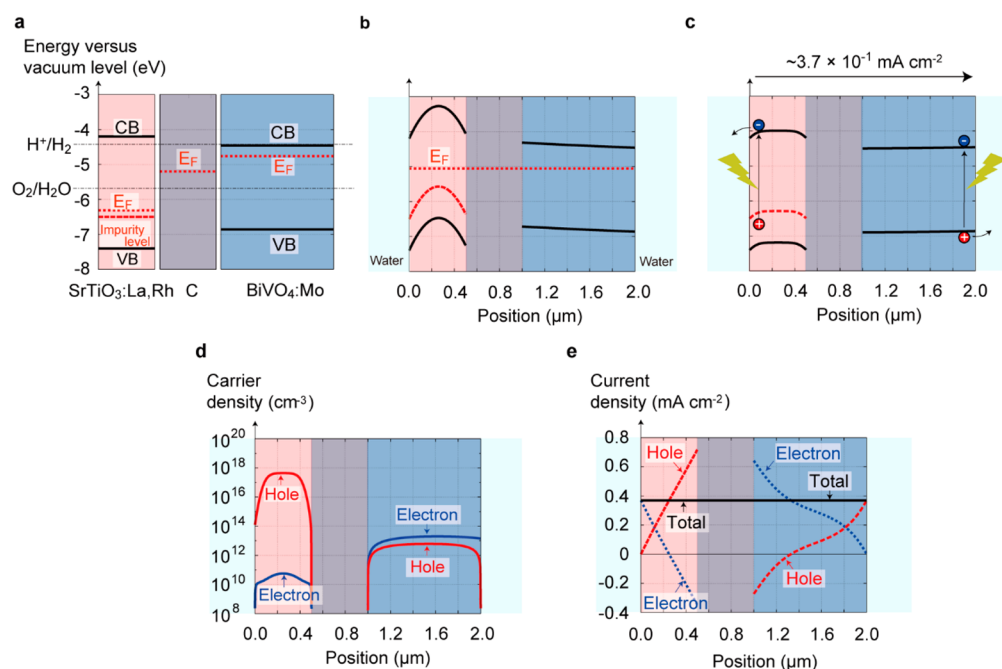 a
Energy versus
vacuum level (eV)
-3
-4
H⁺/H₂
-5
O₂/H₂O
-6
-7
-8
CB
E_F
Impurity
level
VB
E_F
CB
E_F
VB
SrTiO₃:La,Rh C BiVO₄:Mo
b
E_F
Water
Water
0.0 0.4 0.8 1.2 1.6 2.0
Position (μm)
c
~3.7 × 10⁻¹ mA cm⁻²
-
-
+
+
0.0 0.4 0.8 1.2 1.6 2.0
Position (μm)
d
Carrier
density (cm⁻³)
10²⁰
10¹⁸
10¹⁶
10¹⁴
10¹²
10¹⁰
10⁸
Hole
Electron
Electron
Hole
0.0 0.4 0.8 1.2 1.6 2.0
Position (μm)
e
Current
density (mA cm⁻²)
0.8
0.6
0.4
0.2
0
-0.2
-0.4
Hole
Electron
Total
Total
Hole
Electron
0.0 0.4 0.8 1.2 1.6 2.0
Position (μm)